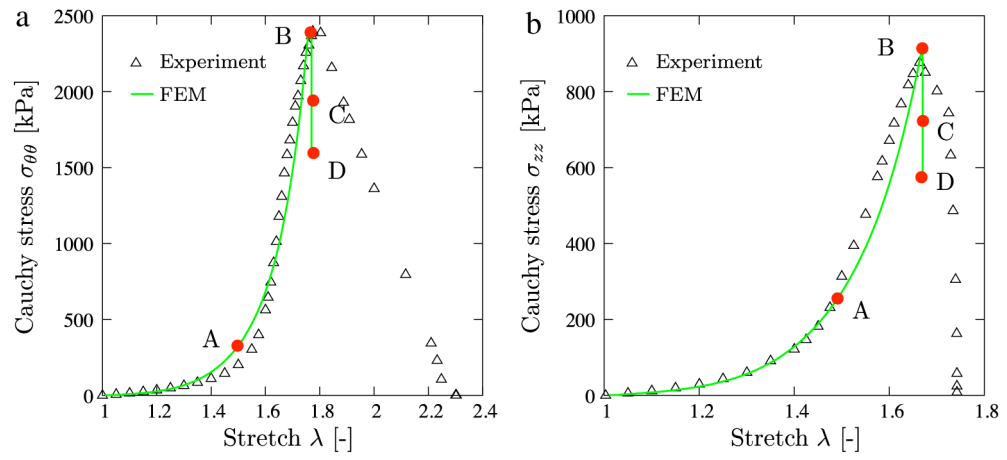 a
2500
2000
1500
1000
500
0
1
1.2
1.4
1.6
1.8
2
2.2
2.4
Cauchy stress σθθ [kPa]
Stretch λ [-]
Experiment
FEM
A
B
C
D
b
1000
800
600
400
200
0
1
1.2
1.4
1.6
1.8
Cauchy stress σzz [kPa]
Stretch λ [-]
Experiment
FEM
A
B
C
D